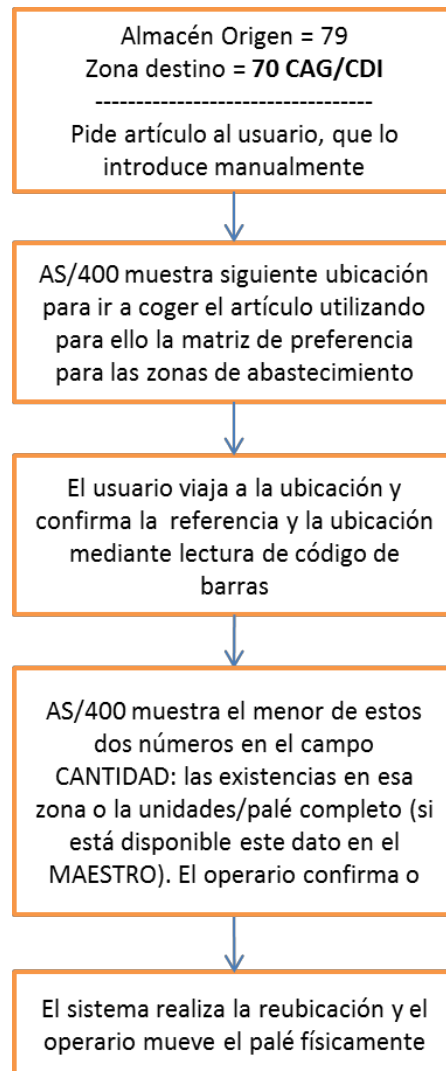 Almacén Origen = 79
Zona destino = 70 CAG/CDI
----------------------------------
Pide artículo al usuario, que lo
introduce manualmente
AS/400 muestra siguiente ubicación
para ir a coger el artículo utilizando
para ello la matriz de preferencia
para las zonas de abastecimiento
El usuario viaja a la ubicación y
confirma la  referencia y la ubicación
mediante lectura de código de
barras
AS/400 muestra el menor de estos
dos números en el campo
CANTIDAD: las existencias en esa
zona o la unidades/palé completo (si
está disponible este dato en el
MAESTRO). El operario confirma o
El sistema realiza la reubicación y el
operario mueve el palé físicamente